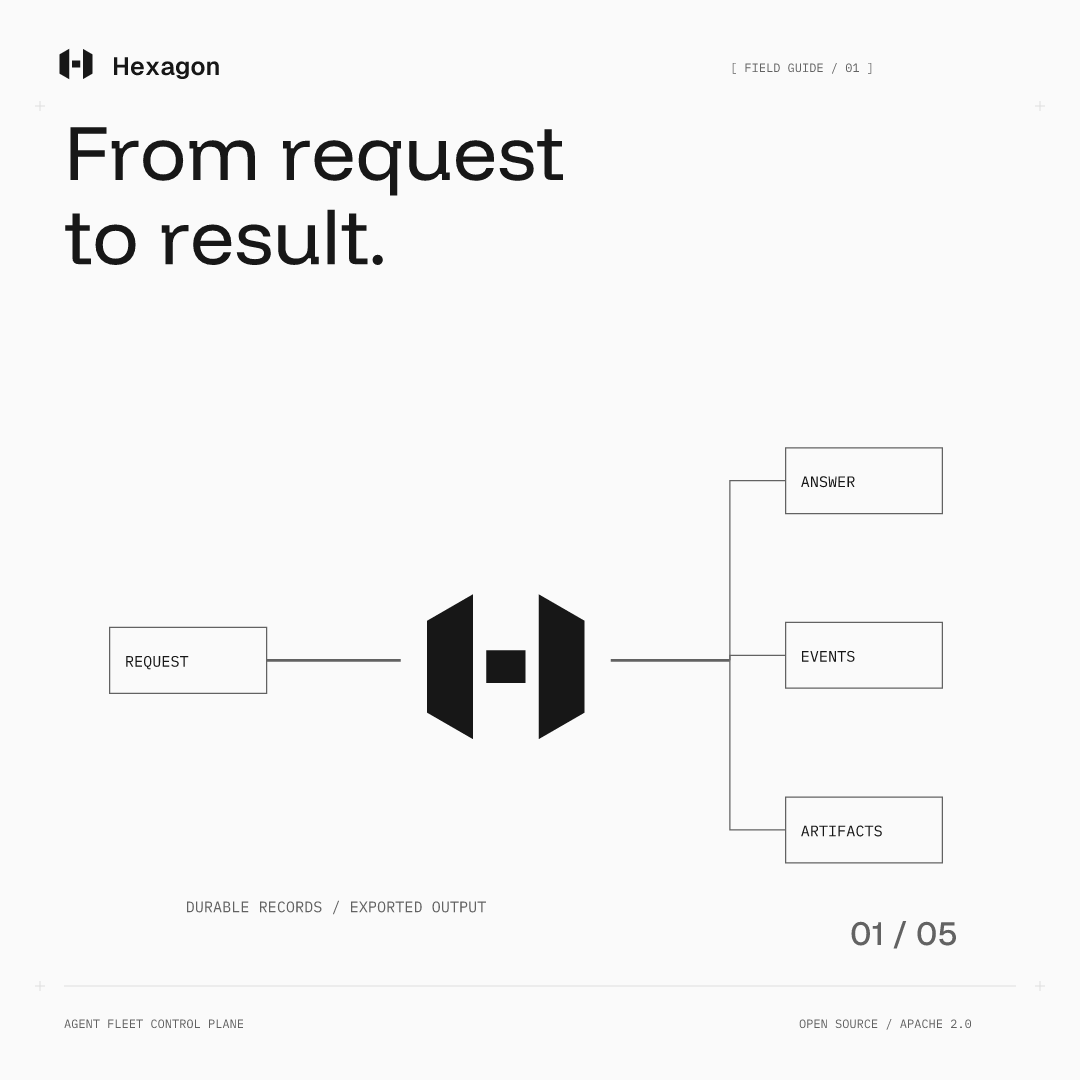 Hexagon
[ FIELD GUIDE / 01 ]
From request
to result.
ANSWER
REQUEST
EVENTS
ARTIFACTS
DURABLE RECORDS / EXPORTED OUTPUT
01 / 05
AGENT FLEET CONTROL PLANE
OPEN SOURCE / APACHE 2.0